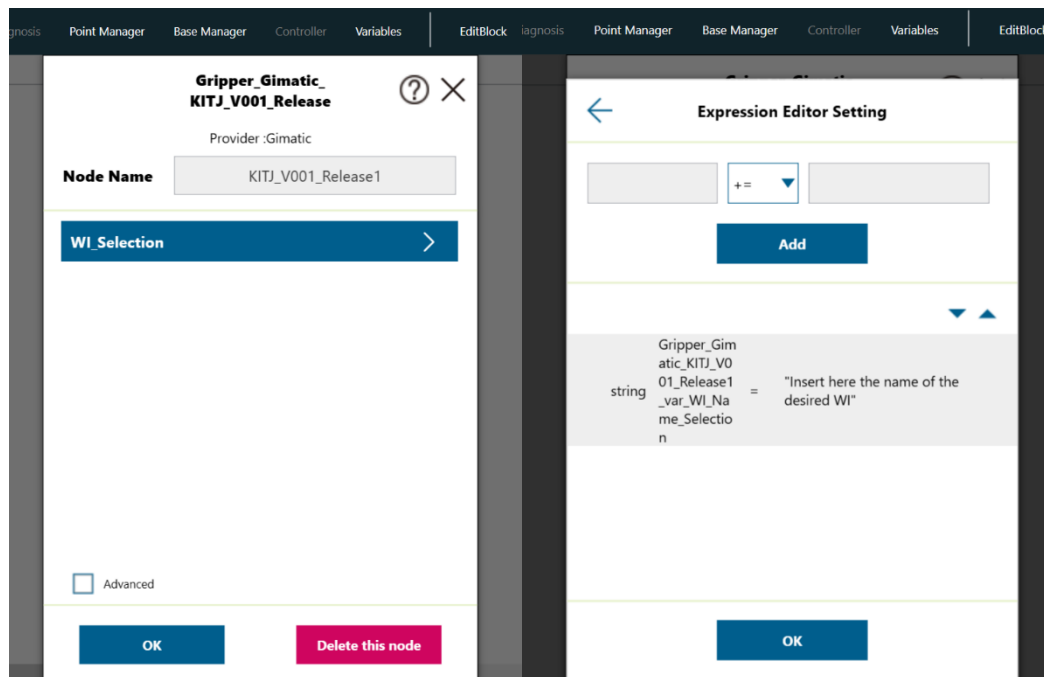 gnosis Point Manager Base Manager Controller Variables EditBlock
Gripper_Gimatic_
KITJ_V001_Release
?
Provider :Gimatic
Node Name KITJ_V001_Release1
WI_Selection
Advanced
OK Delete this node
iagnosis Point Manager Base Manager Controller Variables EditBlock
Expression Editor Setting
+=
Add
Gripper_Gim
atic_KITJ_V0
01_Release1
_var_WI_Na
me_Selectio
n
string
=
"Insert here the name of the
desired WI"
OK